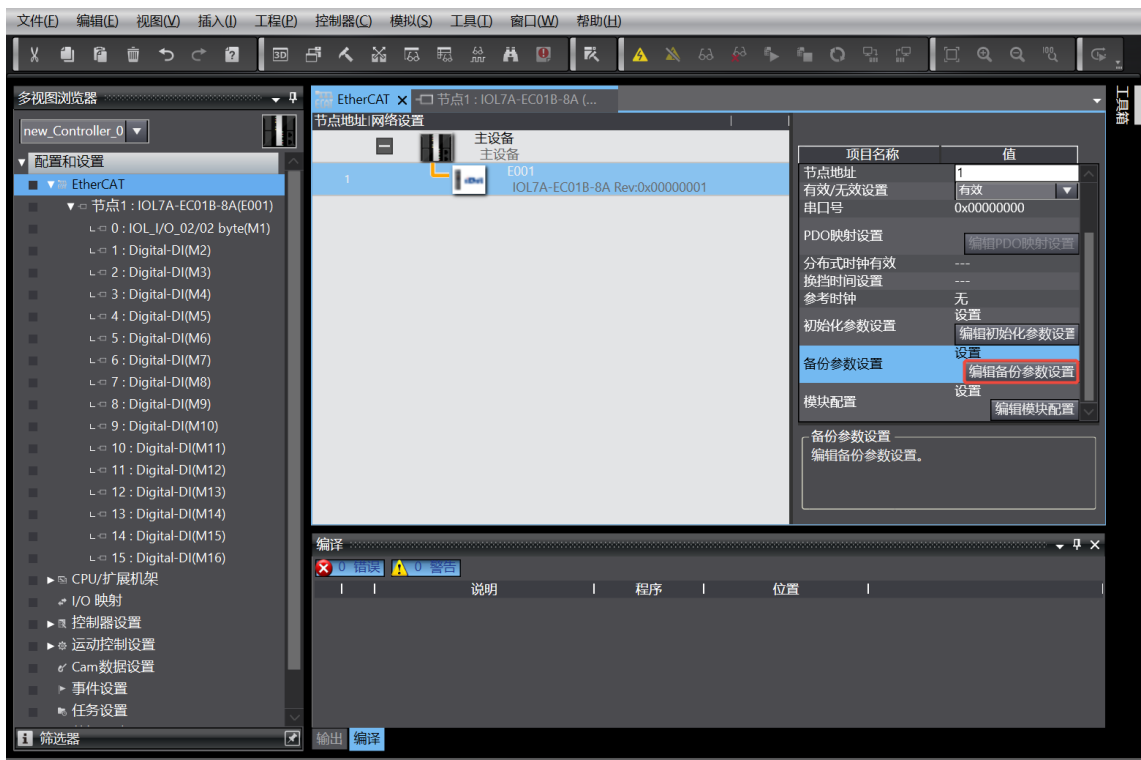 文件(F) 编辑(E) 视图(V) 插入(I) 工程(P) 控制器(C) 模拟(S) 工具(T) 窗口(W) 帮助(H)
多视图浏览器
new_Controller_0
配置和设置
EtherCAT
节点1 : IOL7A-EC01B-8A(E001)
0 : IOL_I/O_02/02 byte(M1)
1 : Digital-DI(M2)
2 : Digital-DI(M3)
3 : Digital-DI(M4)
4 : Digital-DI(M5)
5 : Digital-DI(M6)
6 : Digital-DI(M7)
7 : Digital-DI(M8)
8 : Digital-DI(M9)
9 : Digital-DI(M10)
10 : Digital-DI(M11)
11 : Digital-DI(M12)
12 : Digital-DI(M13)
13 : Digital-DI(M14)
14 : Digital-DI(M15)
15 : Digital-DI(M16)
CPU/扩展机架
I/O 映射
控制器设置
运动控制设置
Cam数据设置
事件设置
任务设置
筛选器
EtherCAT 节点1 : IOL7A-EC01B-8A (...
节点地址 网络设置
主设备
主设备
1 E001
IOL7A-EC01B-8A Rev:0x00000001
项目名称 值
节点地址 1
有效/无效设置 有效
串口号 0x00000000
PDO映射设置 编辑PDO映射设置
分布式时钟有效 ---
换挡时间设置 ---
参考时钟 无
初始化参数设置 设置
编辑初始化参数设置
备份参数设置 设置
编辑备份参数设置
模块配置 设置
编辑模块配置
备份参数设置
编辑备份参数设置。
工具箱
编译
0 错误 0 警告
说明 程序 位置
输出 编译